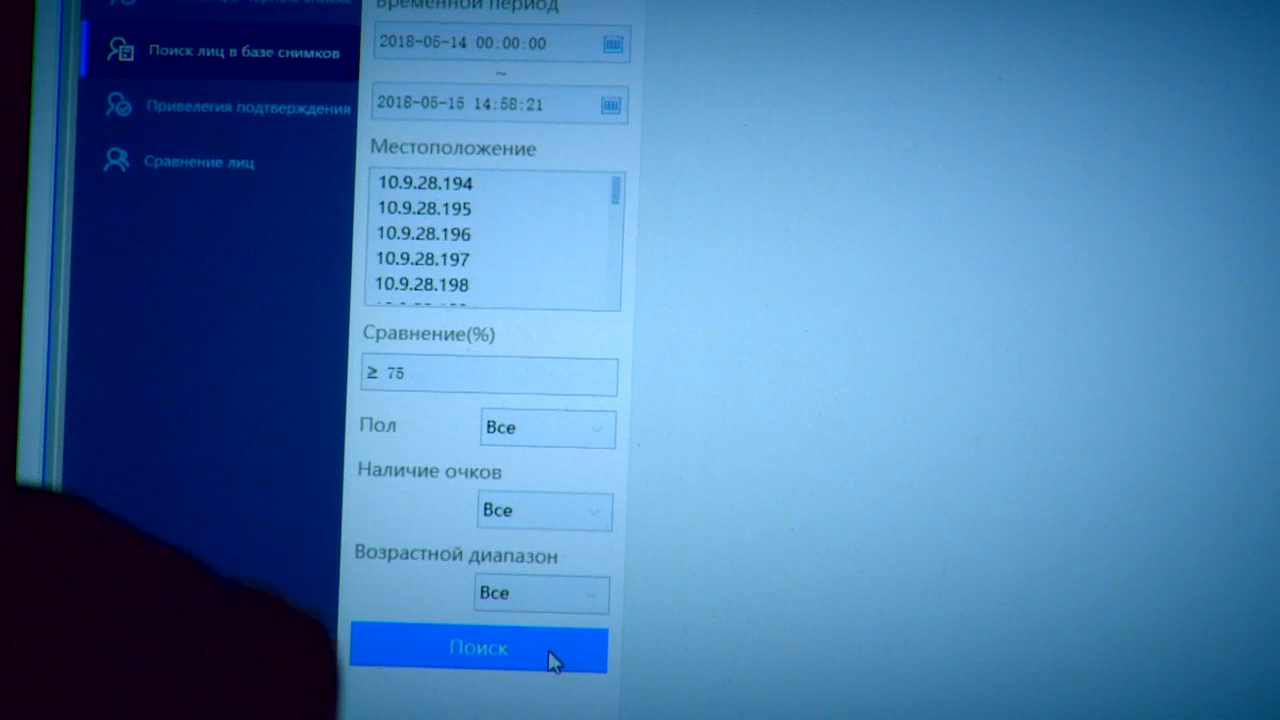 Поиск лиц в базе снимков
Привелегия подтверждения
Сравнение лиц
Временной период
2018-05-14 00:00:00
~
2018-05-15 14:58:21
Местоположение
10.9.28.194
10.9.28.195
10.9.28.196
10.9.28.197
10.9.28.198
Сравнение(%)
≥ 75
Пол
Все
Наличие очков
Все
Возрастной диапазон
Все
Поиск